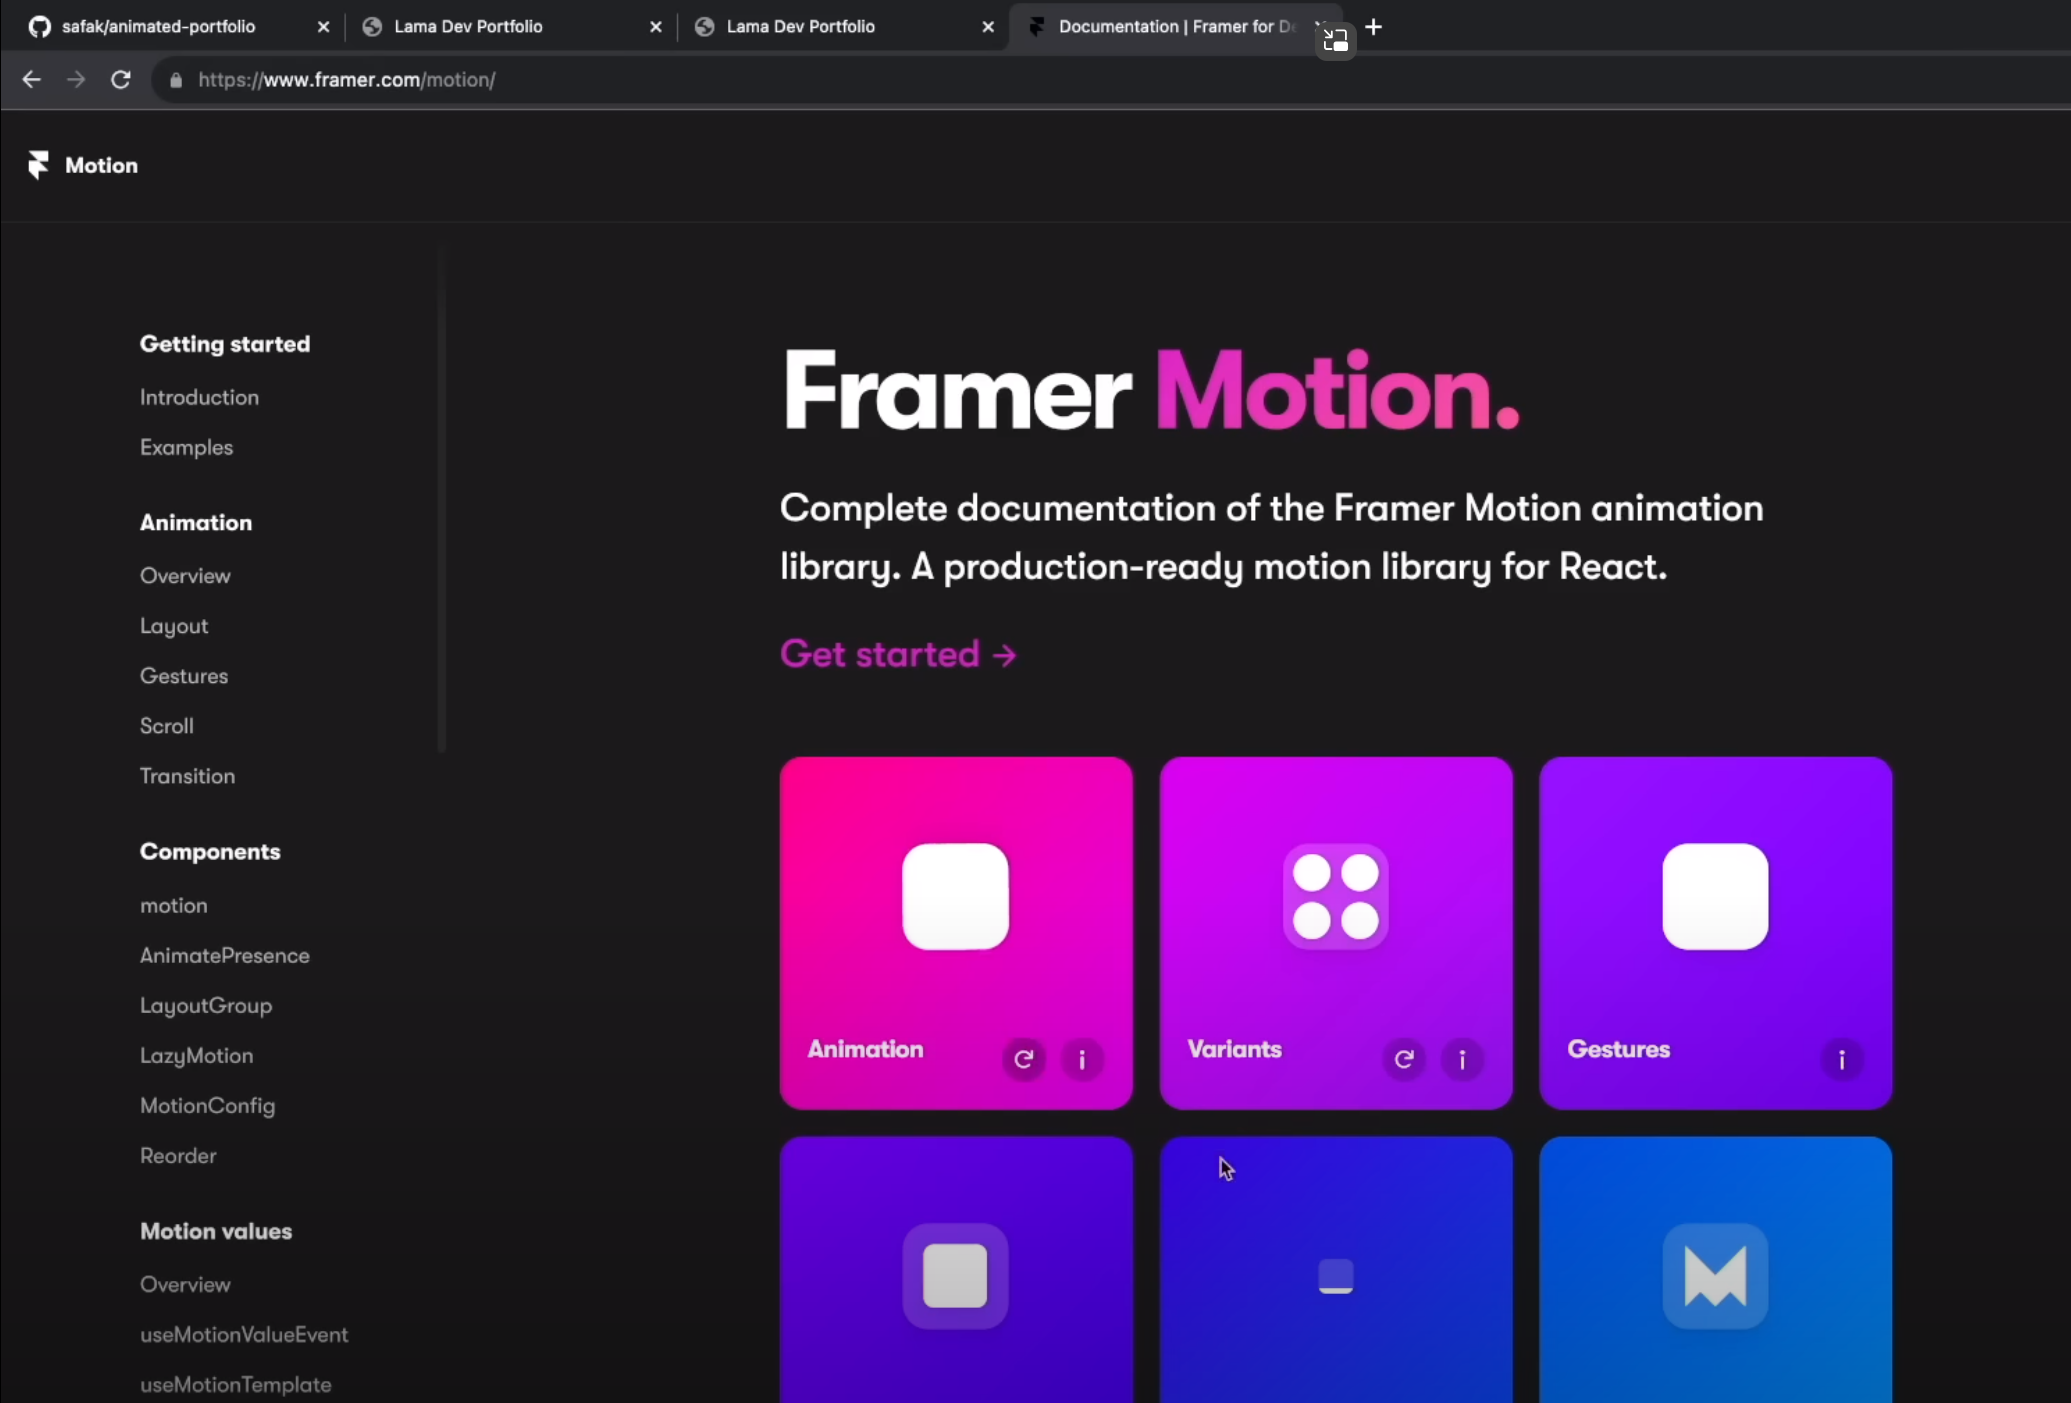 safak/animated-portfolio
Lama Dev Portfolio
Lama Dev Portfolio
Documentation | Framer for De
https://www.framer.com/motion/
Motion
Getting started
Introduction
Examples
Animation
Overview
Layout
Gestures
Scroll
Transition
Components
motion
AnimatePresence
LayoutGroup
LazyMotion
MotionConfig
Reorder
Motion values
Overview
useMotionValueEvent
useMotionTemplate
Framer Motion.
Complete documentation of the Framer Motion animation
library. A production-ready motion library for React.
Get started →
Animation
Variants
Gestures